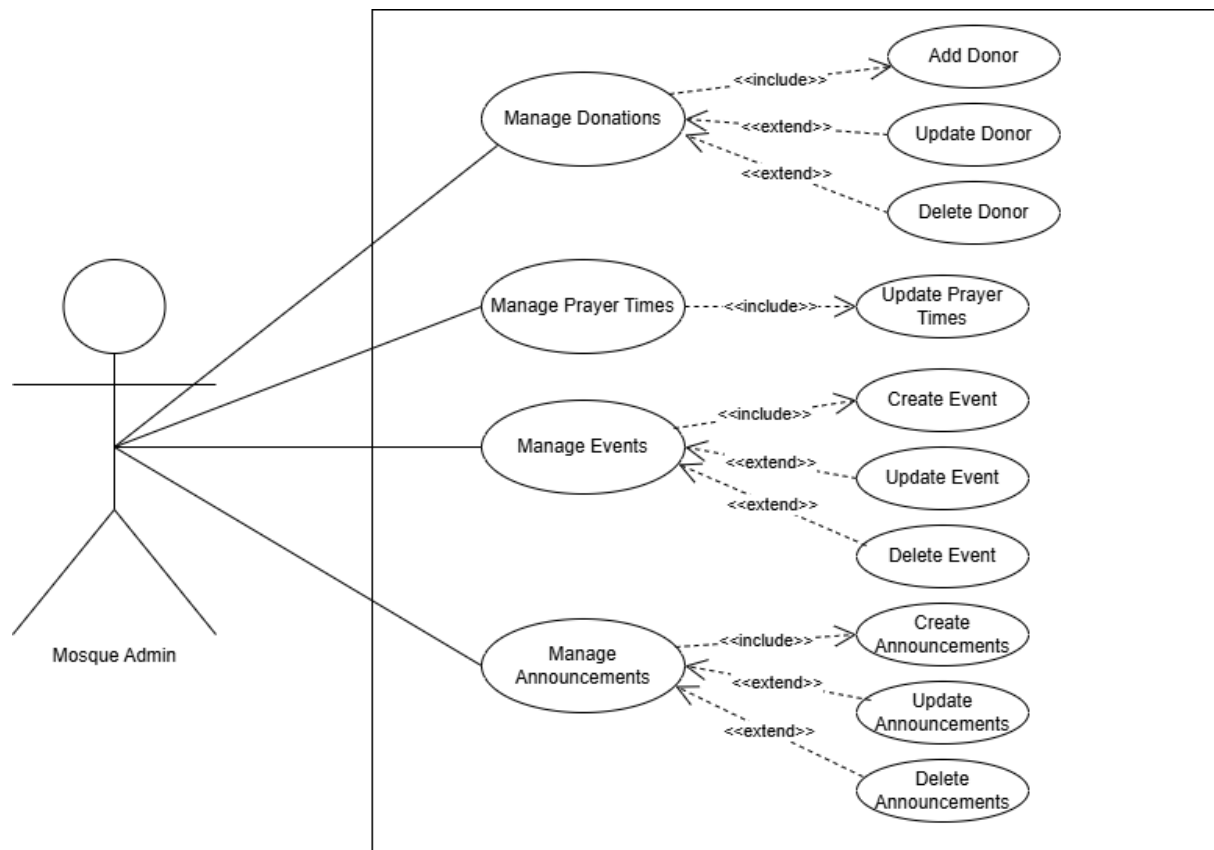 Add Donor
<<include>>
Manage Donations
<<extend>>
Update Donor
<<extend>>
Delete Donor
Manage Prayer Times
<<include>>
Update Prayer
Times
Create Event
<<include>>
Manage Events
<<extend>>
Update Event
<<extend>>
Delete Event
Mosque Admin
Manage
Announcements
<<include>>
Create
Announcements
<<extend>>
Update
Announcements
<<extend>>
Delete
Announcements